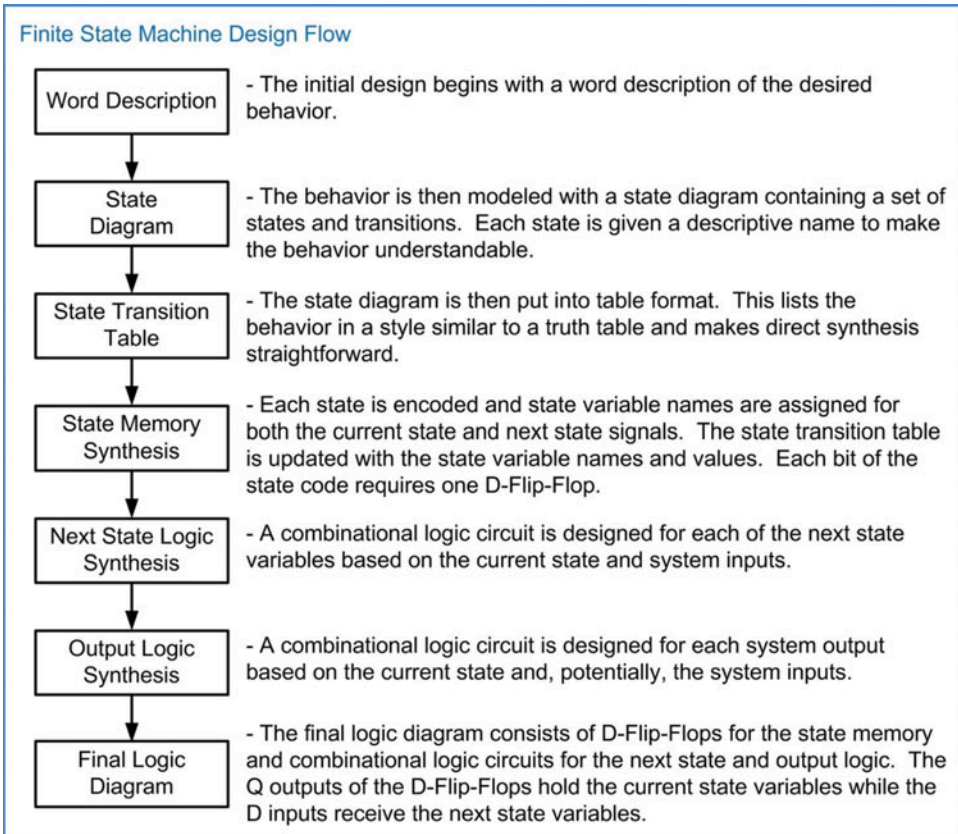 Finite State Machine Design Flow
Word Description
- The initial design begins with a word description of the desired
behavior.
State
Diagram
- The behavior is then modeled with a state diagram containing a set of
states and transitions. Each state is given a descriptive name to make
the behavior understandable.
State Transition
Table
- The state diagram is then put into table format. This lists the
behavior in a style similar to a truth table and makes direct synthesis
straightforward.
State Memory
Synthesis
- Each state is encoded and state variable names are assigned for
both the current state and next state signals. The state transition table
is updated with the state variable names and values. Each bit of the
state code requires one D-Flip-Flop.
Next State Logic
Synthesis
- A combinational logic circuit is designed for each of the next state
variables based on the current state and system inputs.
Output Logic
Synthesis
- A combinational logic circuit is designed for each system output
based on the current state and, potentially, the system inputs.
Final Logic
Diagram
- The final logic diagram consists of D-Flip-Flops for the state memory
and combinational logic circuits for the next state and output logic. The
Q outputs of the D-Flip-Flops hold the current state variables while the
D inputs receive the next state variables.